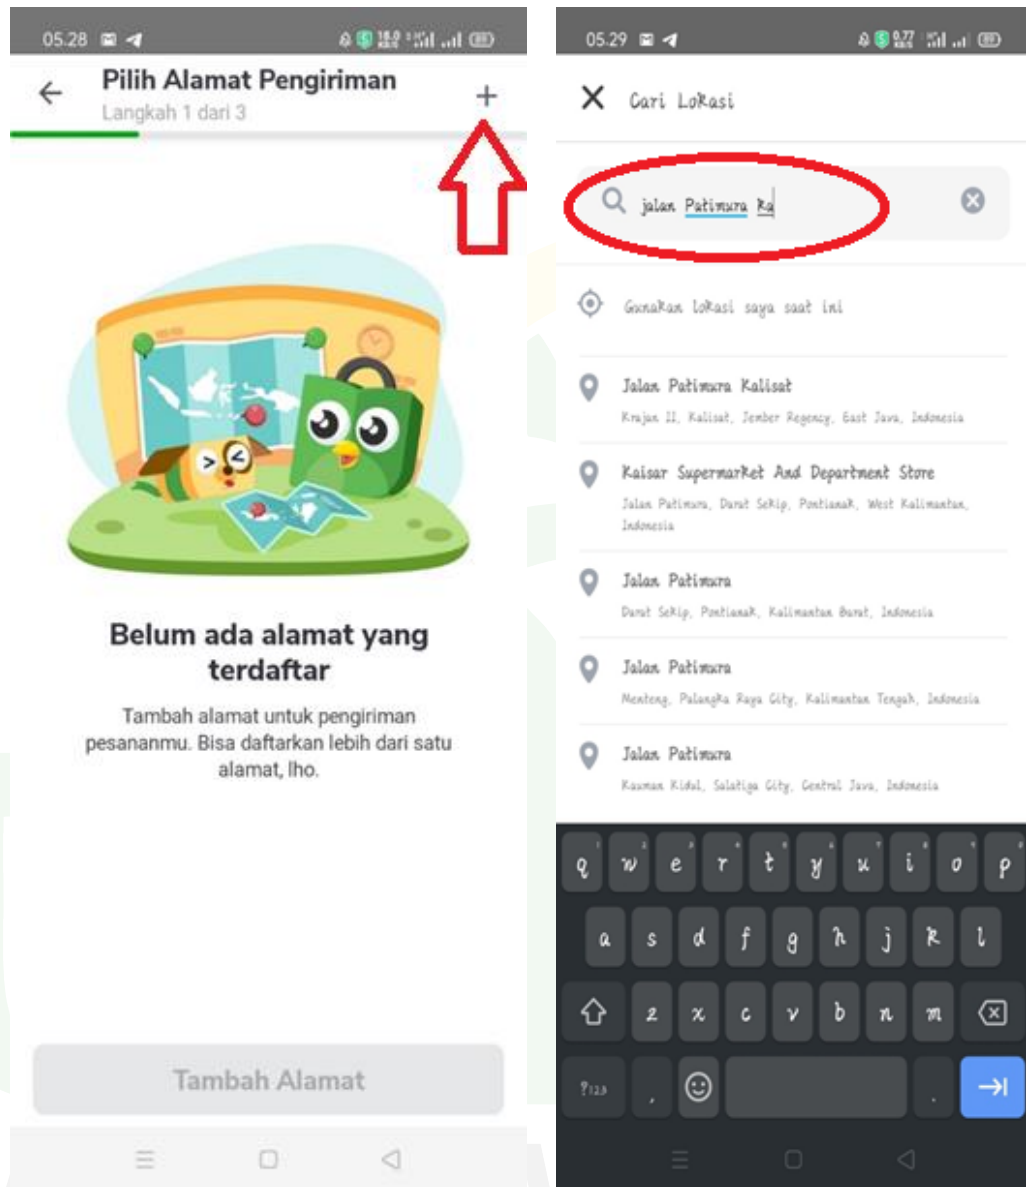 05.28
Pilih Alamat Pengiriman
Langkah 1 dari 3
Belum ada alamat yang
terdaftar
Tambah alamat untuk pengiriman
pesananmu. Bisa daftarkan lebih dari satu
alamat, lho.
Tambah Alamat
05.29
0.77
Cari Lokasi
jalan Patimura Ka
Gunakan lokasi saya saat ini
Jalan Patimura Kalisat
Krajan II, Kalisat, Jember Regency, East Java, Indonesia
Kaisar Supermarket And Department Store
Jalan Patimura, Darat Sekip, Pontianak, West Kalimantan,
Indonesia
Jalan Patimura
Darat Sekip, Pontianak, Kalimantan Barat, Indonesia
Jalan Patimura
Menteng, Palangka Raya City, Kalimantan Tengah, Indonesia
Jalan Patimura
Kauman Kidul, Salatiga City, Central Java, Indonesia
q w e r t y u i o p
a s d f g h j k l
z x c v b n m
?123 , .